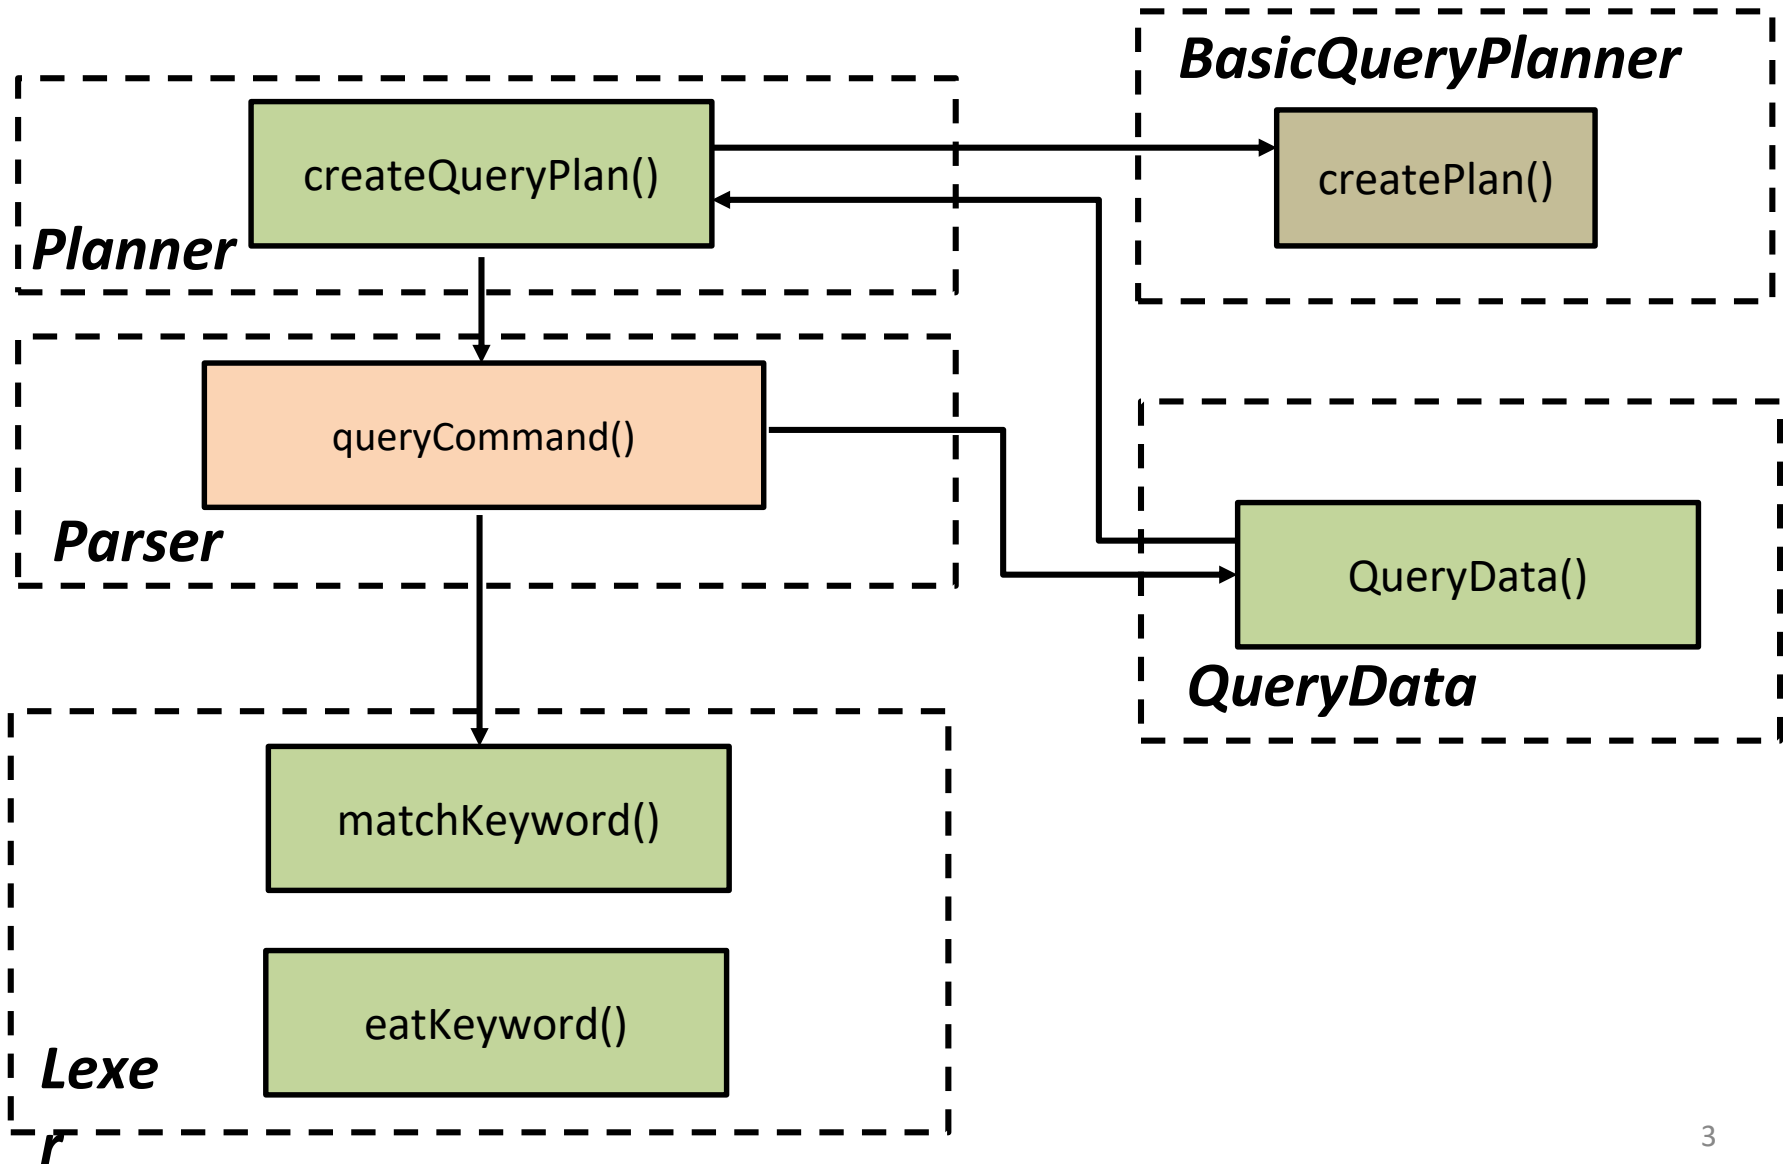 BasicQueryPlanner
createQueryPlan()
createPlan()
Planner
queryCommand()
Parser
QueryData()
QueryData
matchKeyword()
eatKeyword()
Lexe
r
3